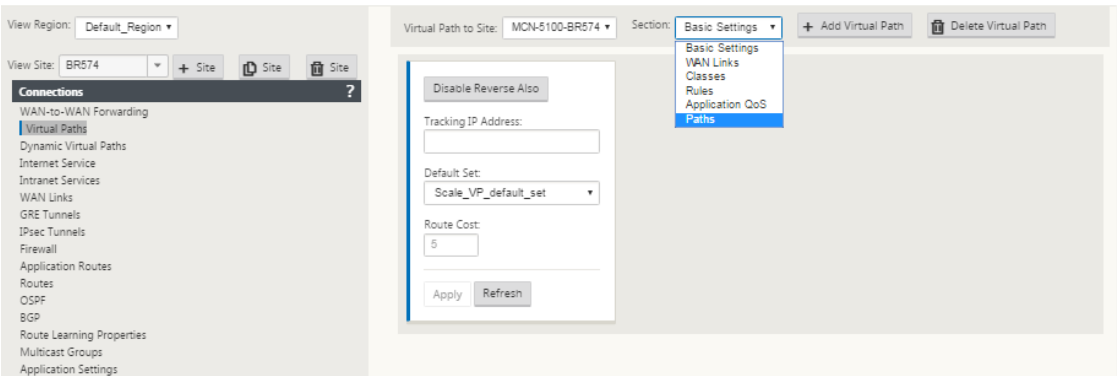 View Region: Default_Region
View Site: BR574 + Site Site Site
Connections ?
WAN-to-WAN Forwarding
Virtual Paths
Dynamic Virtual Paths
Internet Service
Intranet Services
WAN Links
GRE Tunnels
IPsec Tunnels
Firewall
Application Routes
Routes
OSPF
BGP
Route Learning Properties
Multicast Groups
Application Settings
Virtual Path to Site: MCN-5100-BR574 Section: Basic Settings + Add Virtual Path Delete Virtual Path
Basic Settings
WAN Links
Classes
Rules
Application QoS
Paths
Disable Reverse Also
Tracking IP Address:
Default Set:
Scale_VP_default_set
Route Cost:
5
Apply Refresh